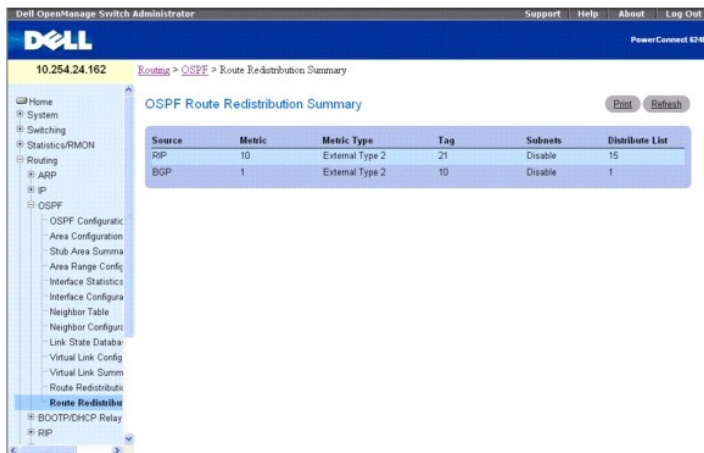 Dell OpenManage Switch Administrator
Support Help About Log Out
DELL
PowerConnect 624
10.254.24.162
Routing > OSPF > Route Redistribution Summary
Home
System
Switching
Statistics/RMON
Routing
ARP
IP
OSPF
OSPF Configuratic
Area Configuration
Stub Area Summa
Area Range Config
Interface Statistics
Interface Configura
Neighbor Table
Neighbor Configura
Link State Databas
Virtual Link Config
Virtual Link Summ
Route Redistributic
Route Redistribut
BOOTP/DHCP Relay
RIP
OSPF Route Redistribution Summary
Print Refresh
Source Metric Metric Type Tag Subnets Distribute List
RIP 10 External Type 2 21 Disable 15
BGP 1 External Type 2 10 Disable 1